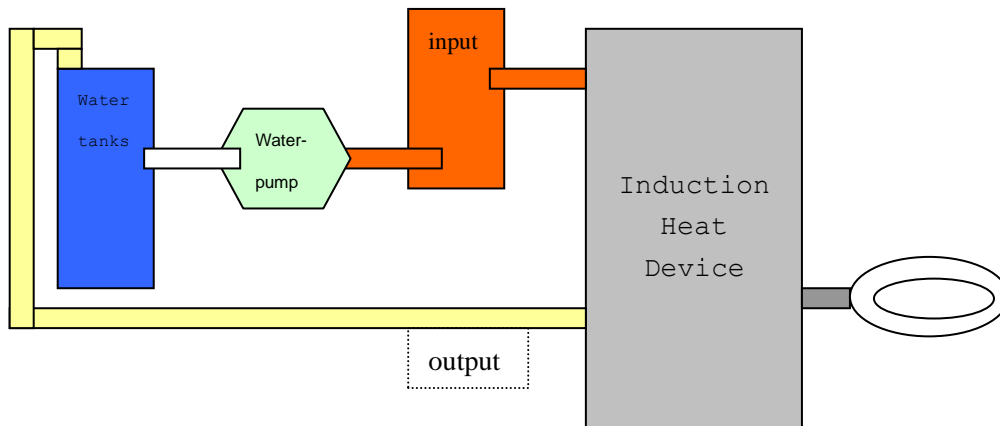 input
Water
tanks
Water-
pump
Induction
Heat
Device
output